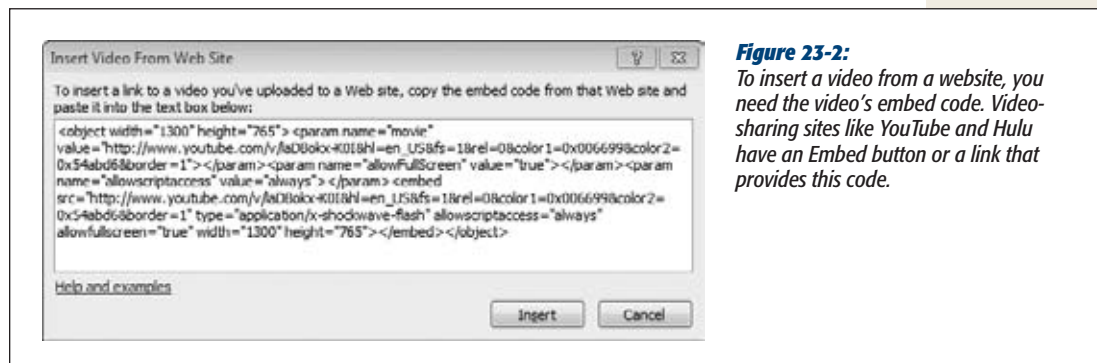 Insert Video From Web Site
To insert a link to a video you've uploaded to a Web site, copy the embed code from that Web site and
paste it into the text box below:
<object width="1300" height="765"> <param name="movie"
value="http://www.youtube.com/v/laD8okx-K0I&hl=en_US&fs=1&rel=0&color1=0x006699&color2=
0x54abd6&border=1"></param><param name="allowFullScreen" value="true"></param><param
name="allowscriptaccess" value="always"></param><embed
src="http://www.youtube.com/v/laD8okx-K0I&hl=en_US&fs=1&rel=0&color1=0x006699&color2=
0x54abd6&border=1" type="application/x-shockwave-flash" allowscriptaccess="always"
allowfullscreen="true" width="1300" height="765"></embed></object>
Help and examples
Insert Cancel
Figure 23-2:
To insert a video from a website, you
need the video's embed code. Video-
sharing sites like YouTube and Hulu
have an Embed button or a link that
provides this code.